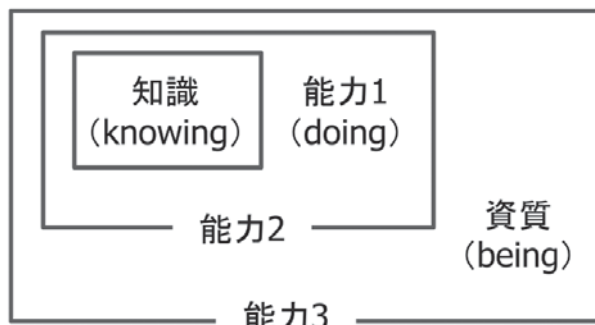 知識
（knowing）
能力1
（doing）
能力2
資質
（being）
能力3